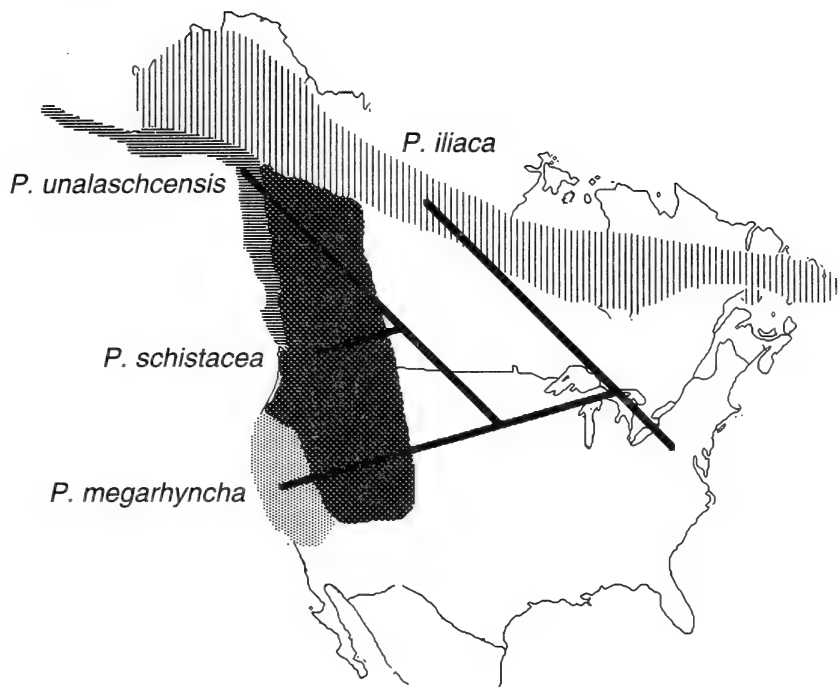 P. iliaca
P. unalaschcensis
P. schistacea
P. megarhyncha